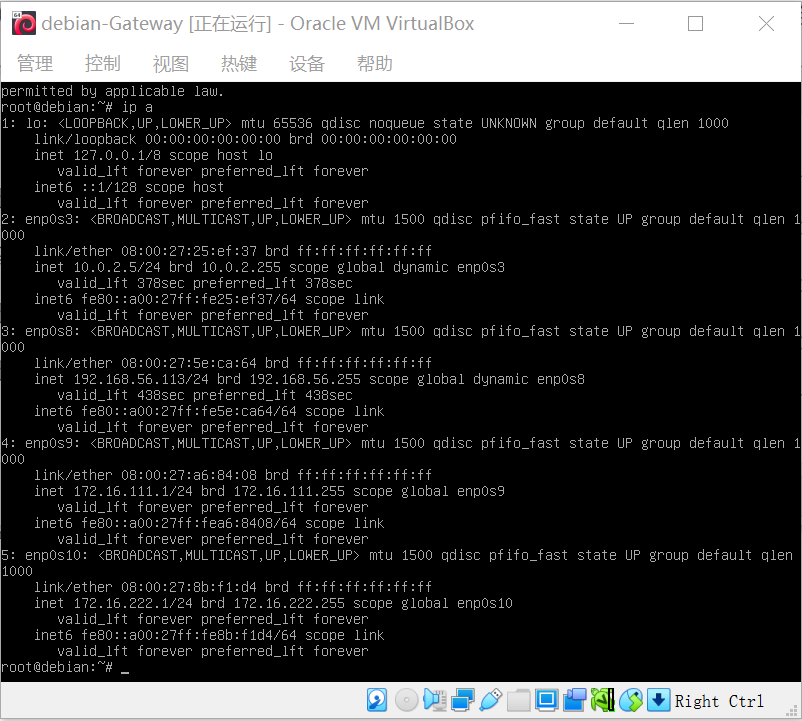 debian-Gateway [正在运行] - Oracle VM VirtualBox
管理 控制 视图 热键 设备 帮助
permitted by applicable law.
root@debian:~# ip a
1: lo: <LOOPBACK,UP,LOWER_UP> mtu 65536 qdisc noqueue state UNKNOWN group default qlen 1000
    link/loopback 00:00:00:00:00:00 brd 00:00:00:00:00:00
    inet 127.0.0.1/8 scope host lo
       valid_lft forever preferred_lft forever
    inet6 ::1/128 scope host
       valid_lft forever preferred_lft forever
2: enp0s3: <BROADCAST,MULTICAST,UP,LOWER_UP> mtu 1500 qdisc pfifo_fast state UP group default qlen 1
000
    link/ether 08:00:27:25:ef:37 brd ff:ff:ff:ff:ff:ff
    inet 10.0.2.5/24 brd 10.0.2.255 scope global dynamic enp0s3
       valid_lft 378sec preferred_lft 378sec
    inet6 fe80::a00:27ff:fe25:ef37/64 scope link
       valid_lft forever preferred_lft forever
3: enp0s8: <BROADCAST,MULTICAST,UP,LOWER_UP> mtu 1500 qdisc pfifo_fast state UP group default qlen 1
000
    link/ether 08:00:27:5e:ca:64 brd ff:ff:ff:ff:ff:ff
    inet 192.168.56.113/24 brd 192.168.56.255 scope global dynamic enp0s8
       valid_lft 438sec preferred_lft 438sec
    inet6 fe80::a00:27ff:fe5e:ca64/64 scope link
       valid_lft forever preferred_lft forever
4: enp0s9: <BROADCAST,MULTICAST,UP,LOWER_UP> mtu 1500 qdisc pfifo_fast state UP group default qlen 1
000
    link/ether 08:00:27:a6:84:08 brd ff:ff:ff:ff:ff:ff
    inet 172.16.111.1/24 brd 172.16.111.255 scope global enp0s9
       valid_lft forever preferred_lft forever
    inet6 fe80::a00:27ff:fea6:8408/64 scope link
       valid_lft forever preferred_lft forever
5: enp0s10: <BROADCAST,MULTICAST,UP,LOWER_UP> mtu 1500 qdisc pfifo_fast state UP group default qlen
1000
    link/ether 08:00:27:8b:f1:d4 brd ff:ff:ff:ff:ff:ff
    inet 172.16.222.1/24 brd 172.16.222.255 scope global enp0s10
       valid_lft forever preferred_lft forever
    inet6 fe80::a00:27ff:fe8b:f1d4/64 scope link
       valid_lft forever preferred_lft forever
root@debian:~# _
Right Ctrl